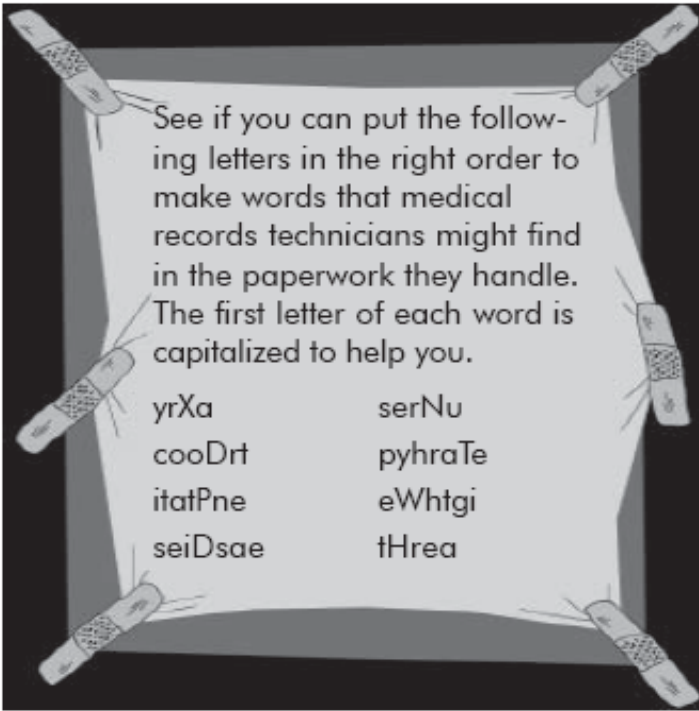 See if you can put the follow-
ing letters in the right order to
make words that medical
records technicians might find
in the paperwork they handle.
The first letter of each word is
capitalized to help you.
yrXa serNu
cooDrt pyhraTe
itatPne eWhtgi
seiDsae tHrea